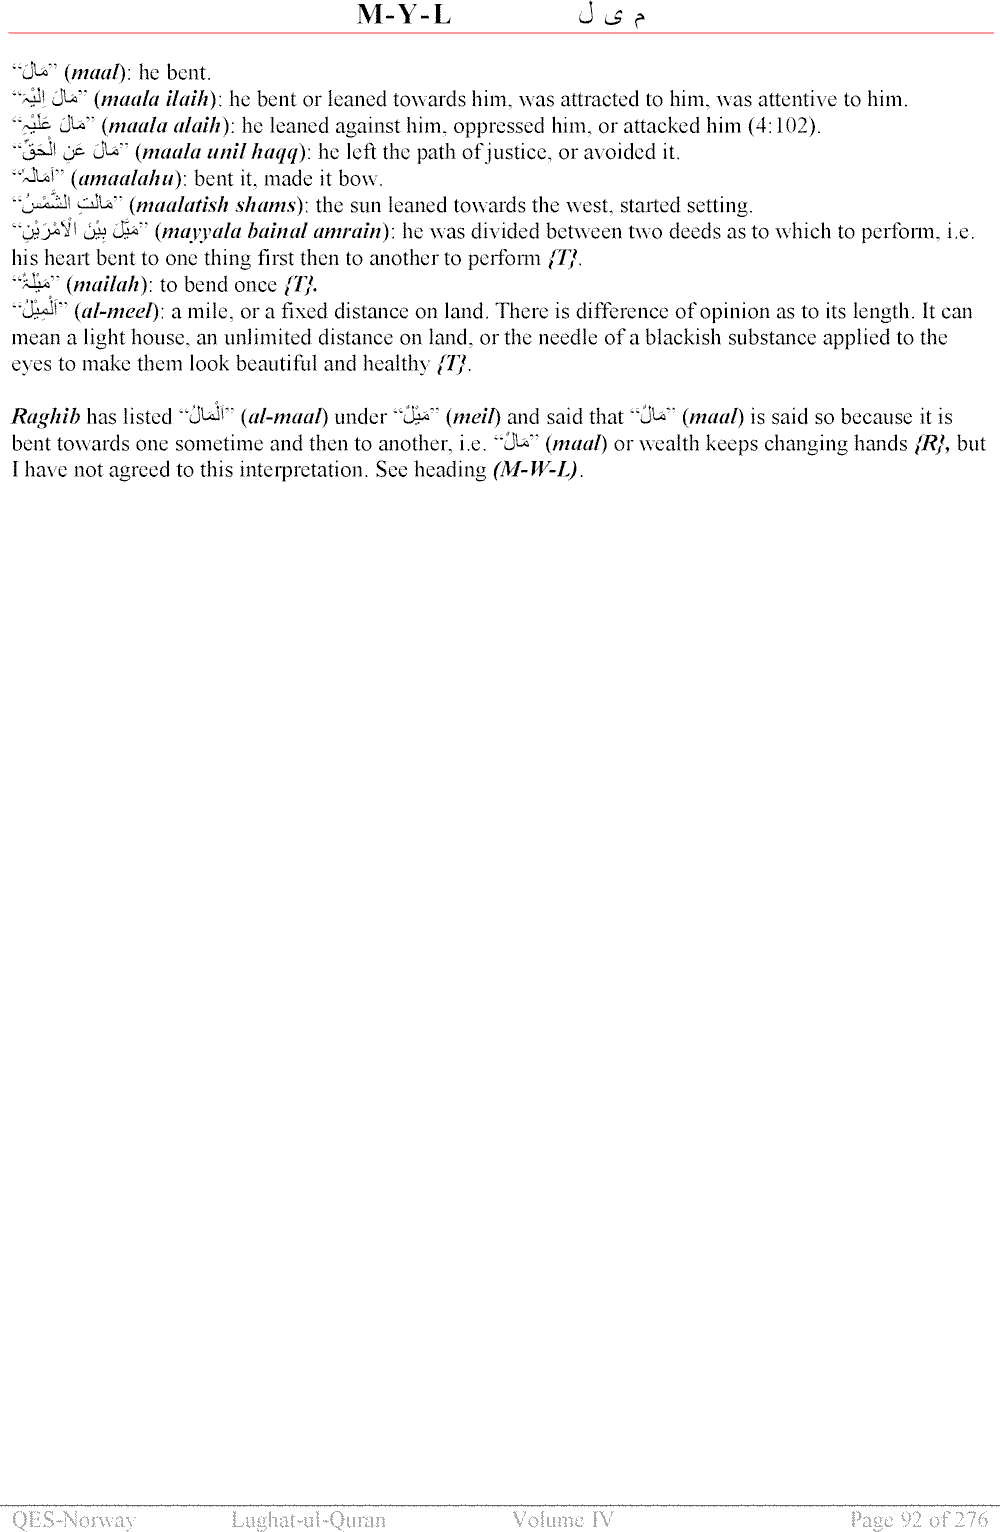 M-Y-L م ی ل
“مَالَ” (maal): he bent.
“مَالَ اِلَيْہِ” (maala ilaih): he bent or leaned towards him, was attracted to him, was attentive to him.
“مَالَ عَلَيْہِ” (maala alaih): he leaned against him, oppressed him, or attacked him (4:102).
“مَالَ عَنِ الْحَقِّ” (maala unil haqq): he left the path of justice, or avoided it.
“اَمَالَہُ” (amaalahu): bent it, made it bow.
“مَالَتِ الشَّمْسُ” (maalatish shams): the sun leaned towards the west, started setting.
“مَيَّلَ بَيْنَ الْاَمْرَيْنِ” (mayyala bainal amrain): he was divided between two deeds as to which to perform, i.e.
his heart bent to one thing first then to another to perform {T}.
“مَيْلَۃٌ” (mailah): to bend once {T}.
“اَلْمِيْلُ” (al-meel): a mile, or a fixed distance on land. There is difference of opinion as to its length. It can
mean a light house, an unlimited distance on land, or the needle of a blackish substance applied to the
eyes to make them look beautiful and healthy {T}.
Raghib has listed “اَلْمَالُ” (al-maal) under “مَيْلٌ” (meil) and said that “مَالٌ” (maal) is said so because it is
bent towards one sometime and then to another, i.e. “مَالٌ” (maal) or wealth keeps changing hands {R}, but
I have not agreed to this interpretation. See heading (M-W-L).
QES-Norway Lughat-ul-Quran Volume IV Page 92 of 276